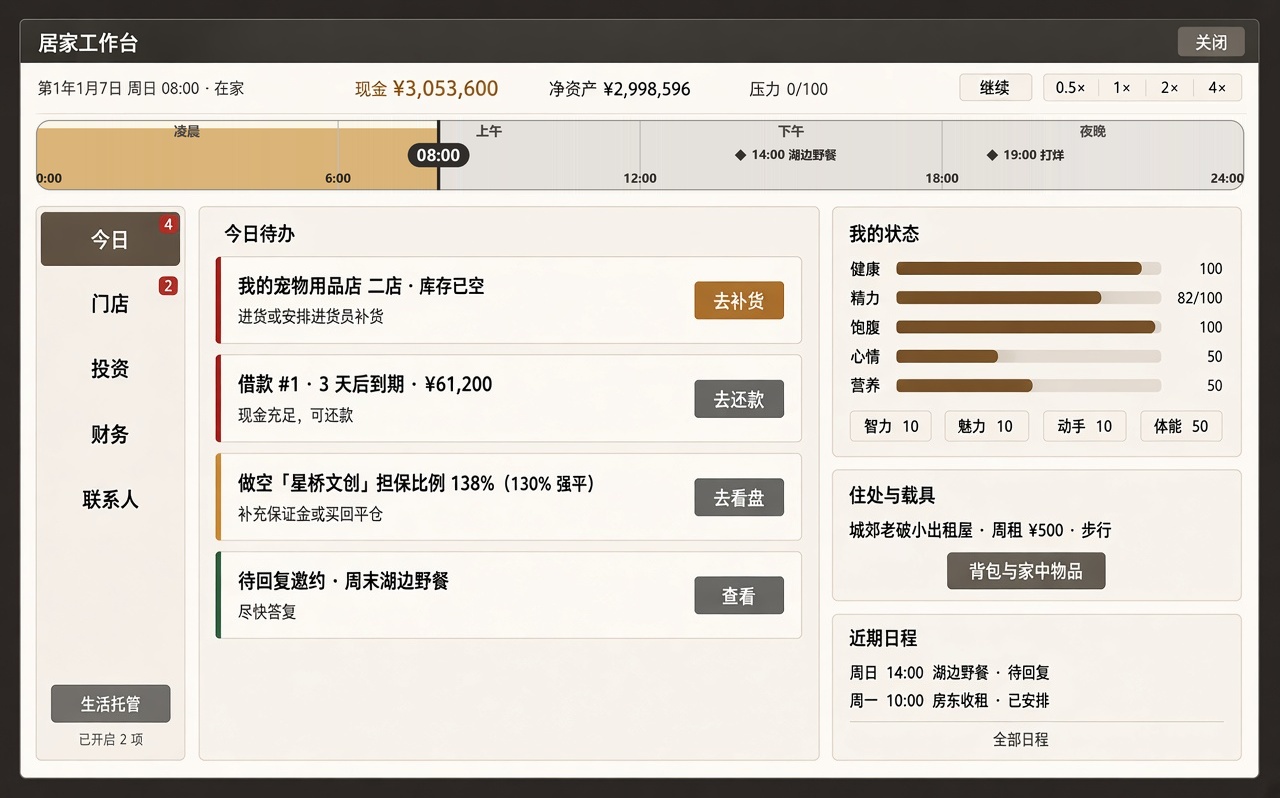 居家工作台
关闭
第1年1月7日 周日 08:00 · 在家 现金 ¥3,053,600 净资产 ¥2,998,596 压力 0/100 继续 0.5× 1× 2× 4×
凌晨 上午 下午 夜晚
08:00 ◆ 14:00 湖边野餐 ◆ 19:00 打烊
0:00 6:00 12:00 18:00 24:00
今日 4
门店 2
投资
财务
联系人
生活托管
已开启 2 项
今日待办
我的宠物用品店 二店 · 库存已空
进货或安排进货员补货
去补货
借款 #1 · 3 天后到期 · ¥61,200
现金充足，可还款
去还款
做空「星桥文创」担保比例 138%（130% 强平）
补充保证金或买回平仓
去看盘
待回复邀约 · 周末湖边野餐
尽快答复
查看
我的状态
健康 100
精力 82/100
饱腹 100
心情 50
营养 50
智力 10 魅力 10 动手 10 体能 50
住处与载具
城郊老破小出租屋 · 周租 ¥500 · 步行
背包与家中物品
近期日程
周日 14:00 湖边野餐 · 待回复
周一 10:00 房东收租 · 已安排
全部日程